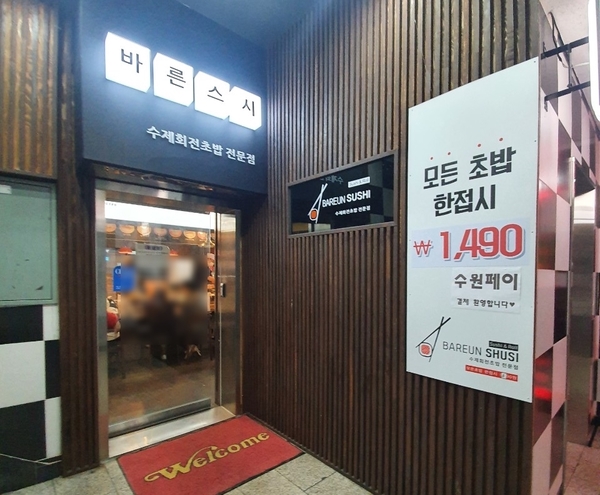 바른스시
수제회전초밥 전문점
BAREUN SUSHI
수제회전초밥 전문점
모든 초밥
한접시
₩ 1,490
수원페이
결제 환영합니다♥
Sushi & Roll
BAREUN SHUSI
수제회전초밥 전문점
Welcome